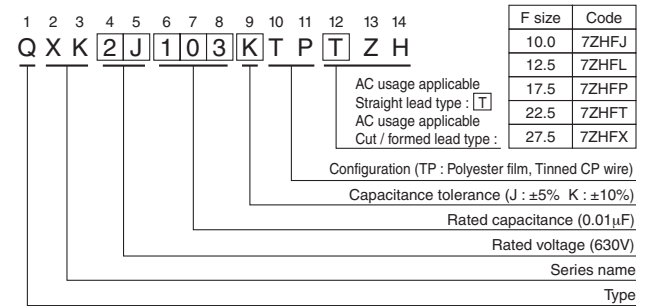 1 2 3 4 5 6 7 8 9 10 11 12 13 14
Q X K 2 J 1 0 3 K T P T Z H
F size Code
10.0 7ZHFJ
12.5 7ZHFL
17.5 7ZHFP
22.5 7ZHFT
27.5 7ZHFX
AC usage applicable
Straight lead type : T
AC usage applicable
Cut / formed lead type :
Configuration (TP : Polyester film, Tinned CP wire)
Capacitance tolerance (J : ±5% K : ±10%)
Rated capacitance (0.01μF)
Rated voltage (630V)
Series name
Type